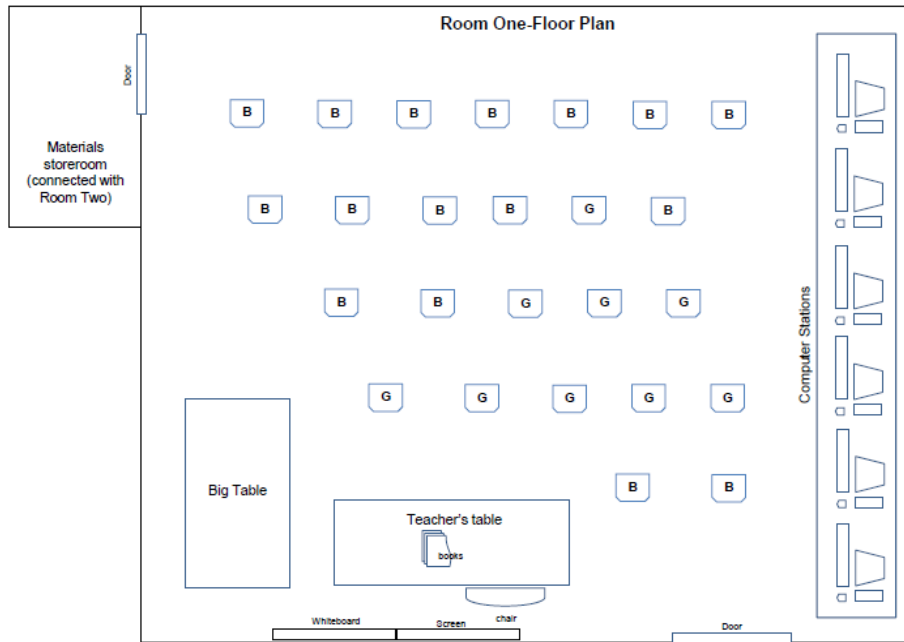 Room One-Floor Plan
Door
B B B B B B B
Materials
storeroom
(connected with
Room Two)
B B B B G B
B B G G G
Computer Stations
G G G G G
Big Table
B B
Teacher's table
books
chair
Whiteboard
Screen
Door